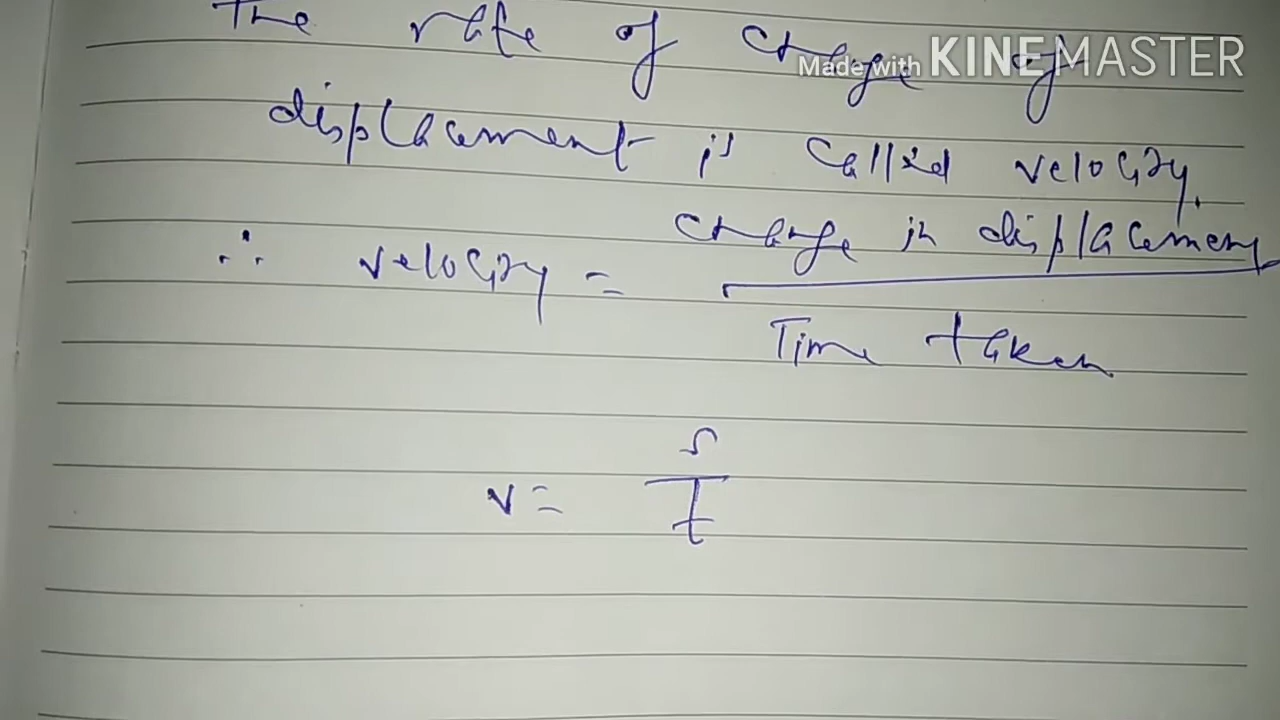 The rate of change of
Made with KINEMASTER
displacement is called velocity.
∴ velocity = change in displacement
Time taken
v = s
t